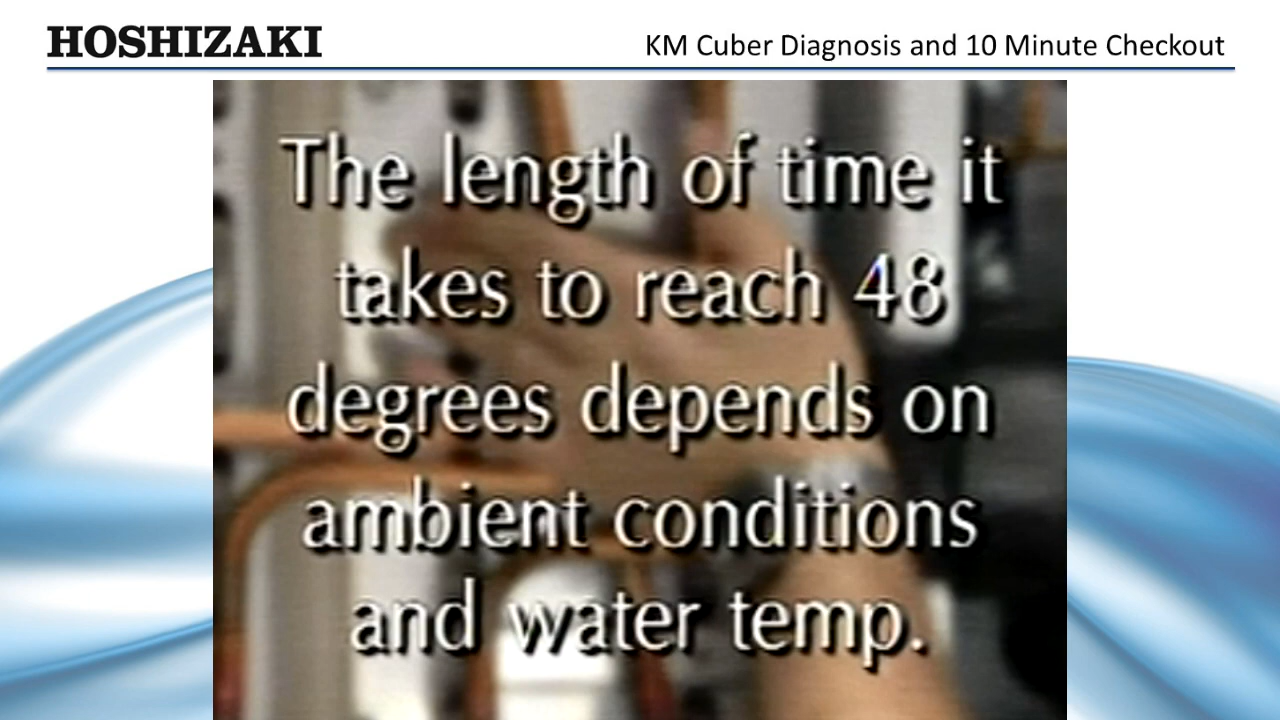 HOSHIZAKI
KM Cuber Diagnosis and 10 Minute Checkout
The length of time it
takes to reach 48
degrees depends on
ambient conditions
and water temp.